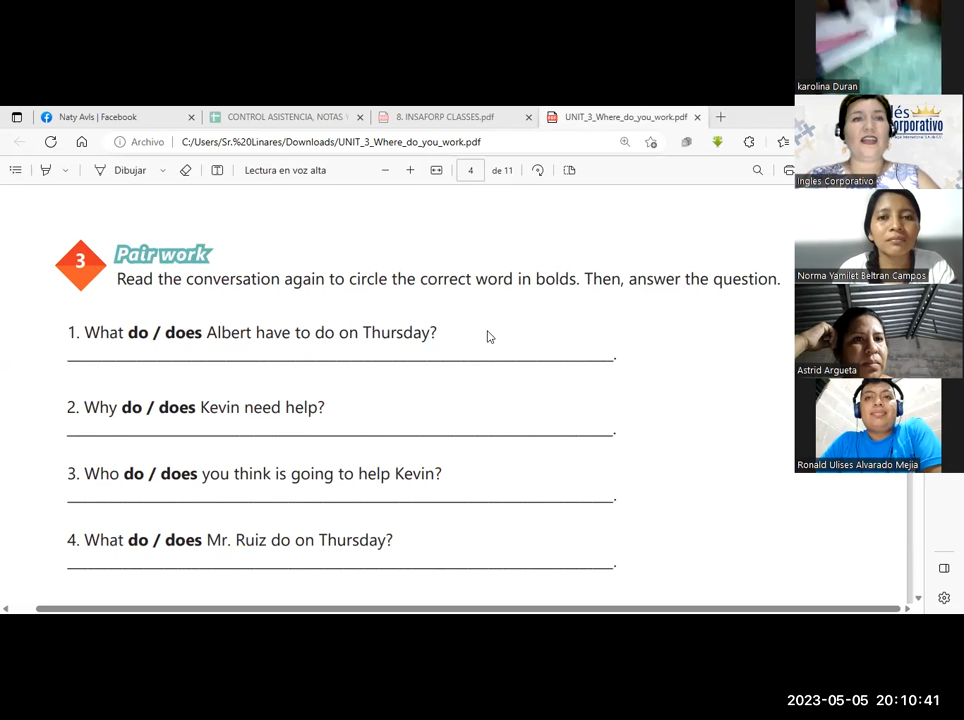 karolina Duran
Naty Avls | Facebook
CONTROL ASISTENCIA, NOTAS
8. INSAFORP CLASSES.pdf
UNIT_3_Where_do_you_work.pdf
Archivo
C:/Users/Sr.%20Linares/Downloads/UNIT_3_Where_do_you_work.pdf
Dibujar
Lectura en voz alta
4
de 11
lés
orporativo
Ingles Corporativo
3
Pair work
Read the conversation again to circle the correct word in bolds. Then, answer the question.
1. What do / does Albert have to do on Thursday?
2. Why do / does Kevin need help?
3. Who do / does you think is going to help Kevin?
4. What do / does Mr. Ruiz do on Thursday?
Norma Yamilet Beltran Campos
Astrid Argueta
Ronald Ulises Alvarado Mejia
2023-05-05 20:10:41